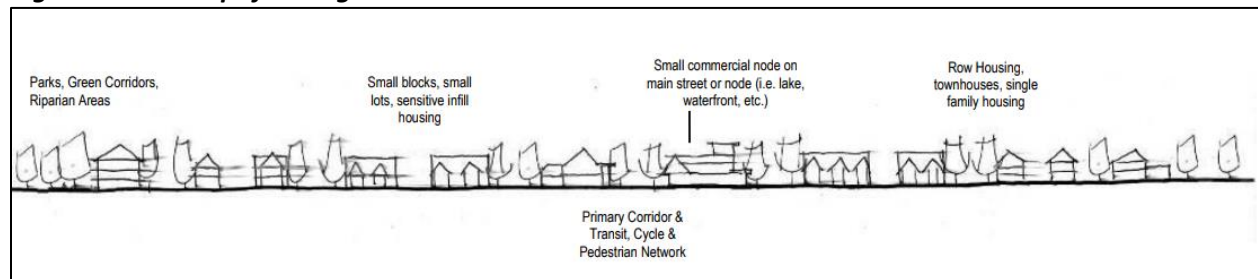 Parks, Green Corridors,
Riparian Areas
Small blocks, small
lots, sensitive infill
housing
Small commercial node on
main street or node (i.e. lake,
waterfront, etc.)
Row Housing,
townhouses, single
family housing
Primary Corridor &
Transit, Cycle &
Pedestrian Network